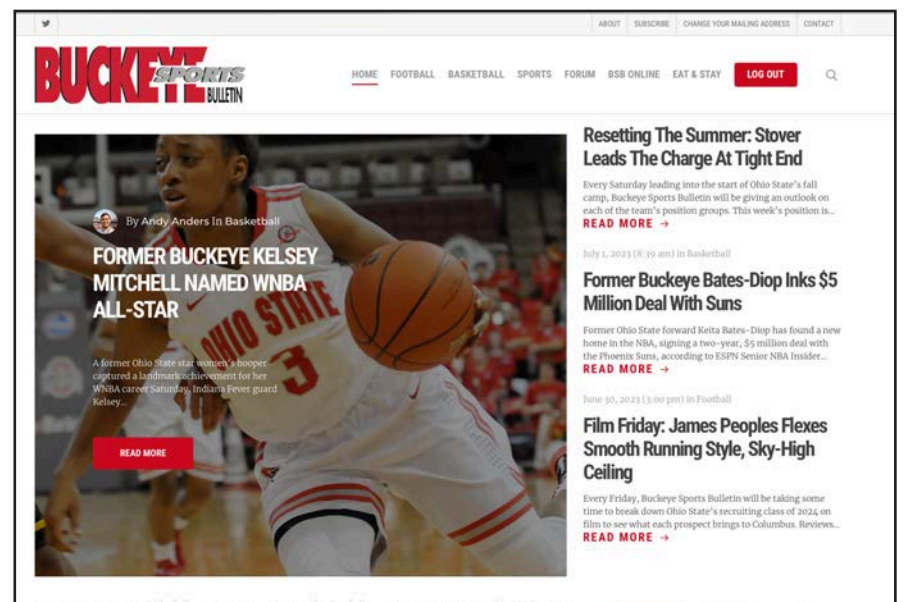 ABOUT SUBSCRIBE CHANGE YOUR MAILING ADDRESS CONTACT
BUCKEYE
SPORTS
BULLETIN
HOME FOOTBALL BASKETBALL SPORTS FORUM BSB ONLINE EAT & STAY LOG OUT
By Andy Anders In Basketball
FORMER BUCKEYE KELSEY
MITCHELL NAMED WNBA
ALL-STAR
A former Ohio State star women's hooper
captured a landmark achievement for her
WNBA career Saturday, Indiana Fever guard
Kelsey...
READ MORE
OHIO STATE
3
Resetting The Summer: Stover
Leads The Charge At Tight End
Every Saturday leading into the start of Ohio State's fall
camp, Buckeye Sports Bulletin will be giving an outlook on
each of the team's position groups. This week's position is...
READ MORE →
July 1, 2023 (8:39 am) in Basketball
Former Buckeye Bates-Diop Inks $5
Million Deal With Suns
Former Ohio State forward Keita Bates-Diop has found a new
home in the NBA, signing a two-year, $5 million deal with
the Phoenix Suns, according to ESPN Senior NBA Insider...
READ MORE →
June 30, 2023 (3:00 pm) in Football
Film Friday: James Peoples Flexes
Smooth Running Style, Sky-High
Ceiling
Every Friday, Buckeye Sports Bulletin will be taking some
time to break down Ohio State's recruiting class of 2024 on
film to see what each prospect brings to Columbus. Reviews...
READ MORE →